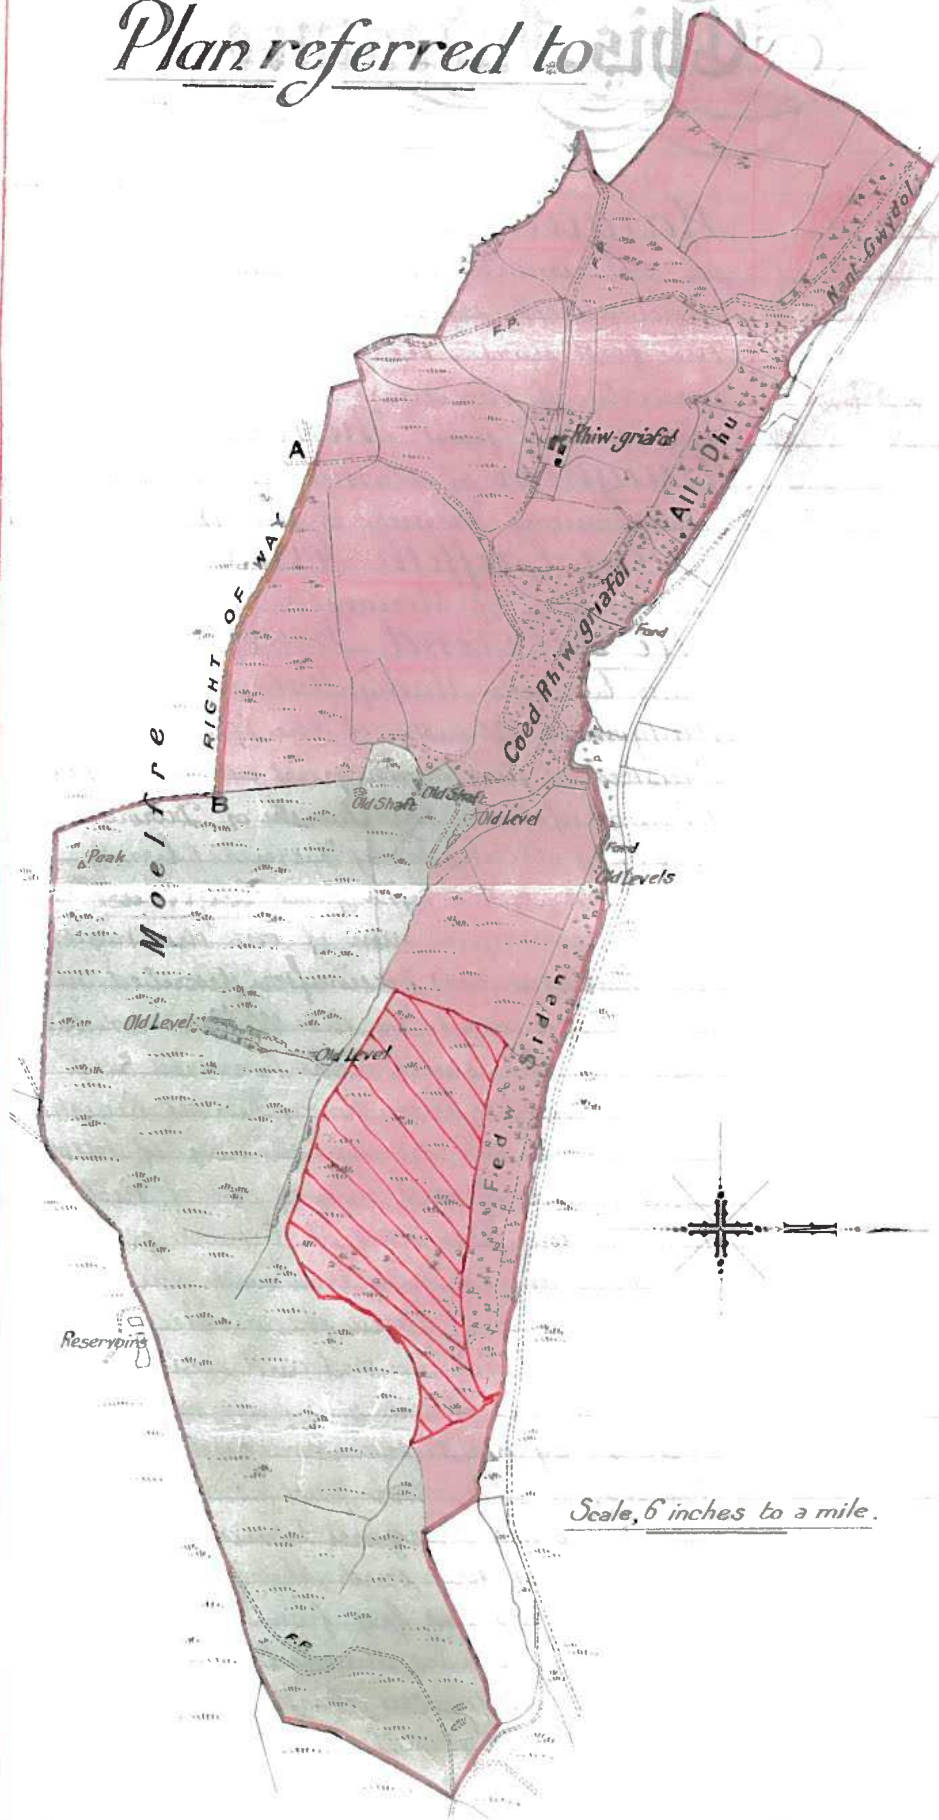 Plan referred to
Nant Gwydol
F.P.
F.P.
A
Rhiw-griafol
Allt Dhu
RIGHT OF WAY
Coed Rhiw-griafol
Ford
Moelfre
B
Old Shaft
Old Shaft
Old Level
Peak
Ford
Old Levels
Old Level
Old Level
Ffed w Sidan
Reservoirs
Scale, 6 inches to a mile.
F.P.